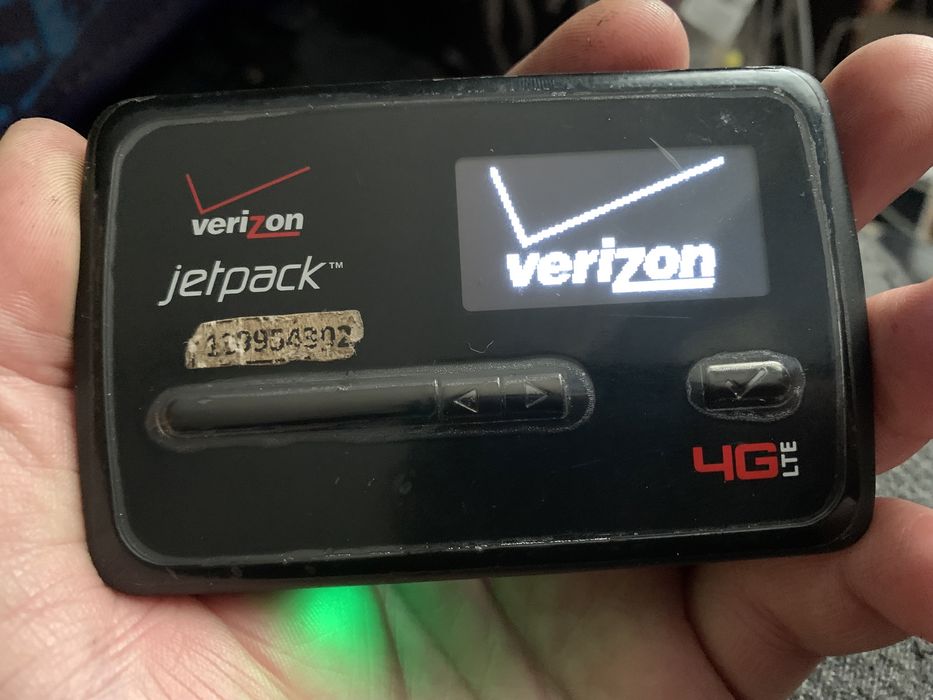 verizon
jetpack™
verizon
4G LTE